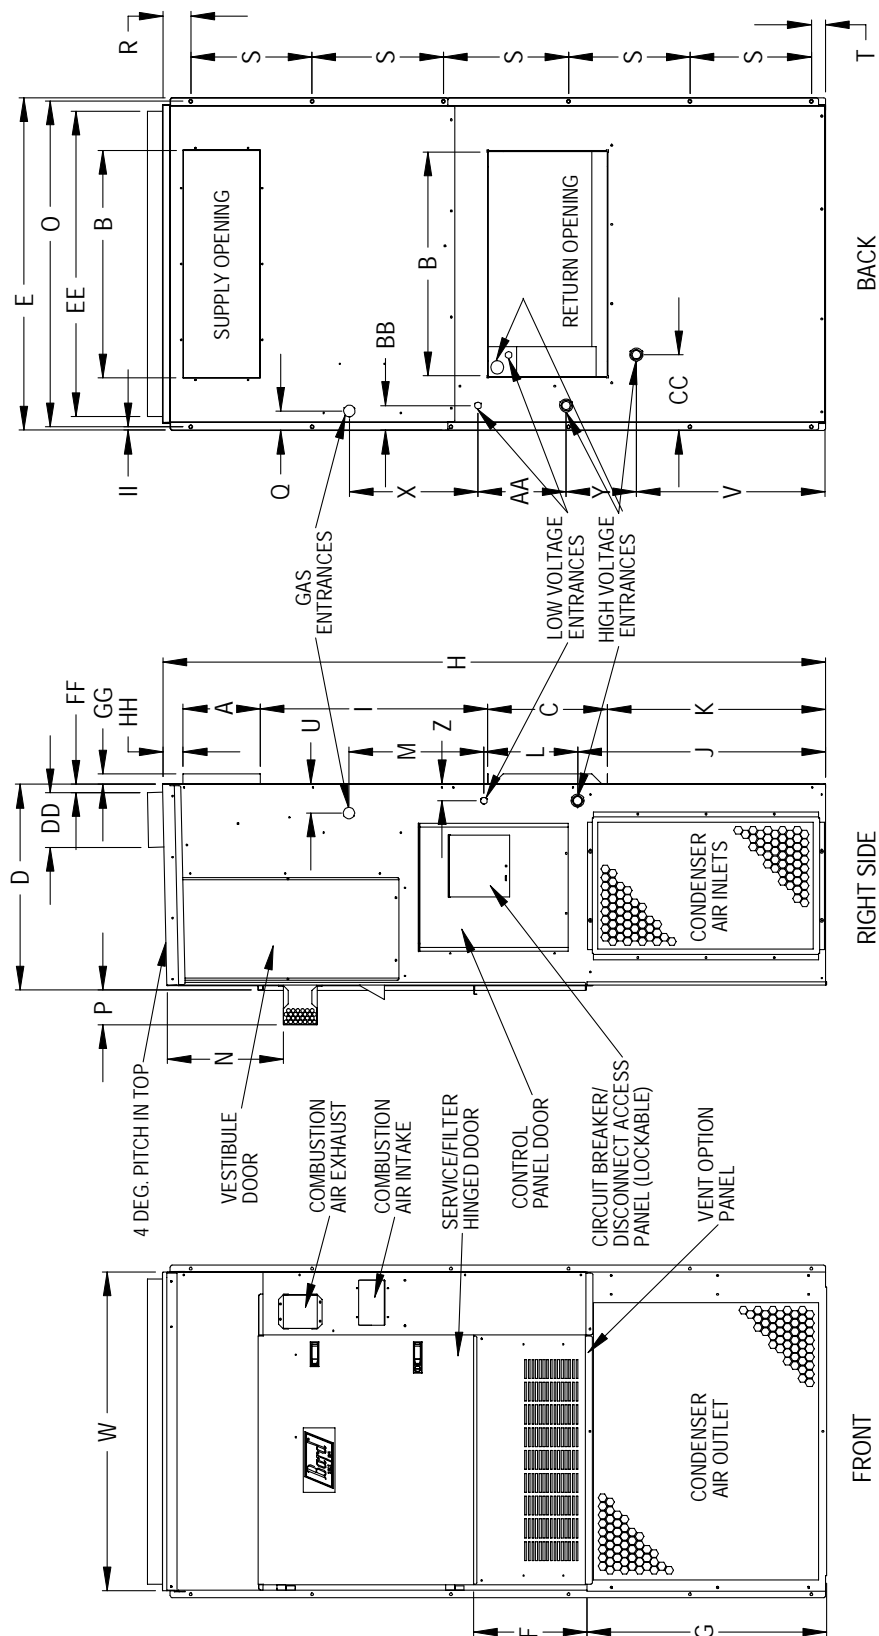 W
F
G
Bard
CONDENSER
AIR OUTLET
FRONT
4 DEG. PITCH IN TOP
VESTIBULE
DOOR
COMBUSTION
AIR EXHAUST
COMBUSTION
AIR INTAKE
SERVICE/FILTER
HINGED DOOR
CONTROL
PANEL DOOR
CIRCUIT BREAKER/
DISCONNECT ACCESS
PANEL (LOCKABLE)
VENT OPTION
PANEL
D
P
DD
N
FF
GG
HH
A
I
U
M
Z
C
L
K
J
H
CONDENSER
AIR INLETS
RIGHT SIDE
GAS
ENTRANCES
LOW VOLTAGE
ENTRANCES
HIGH VOLTAGE
ENTRANCES
E
O
EE
B
II
Q
BB
X
AA
Y
V
CC
R
S
S
S
S
S
T
SUPPLY OPENING
B
RETURN OPENING
BACK